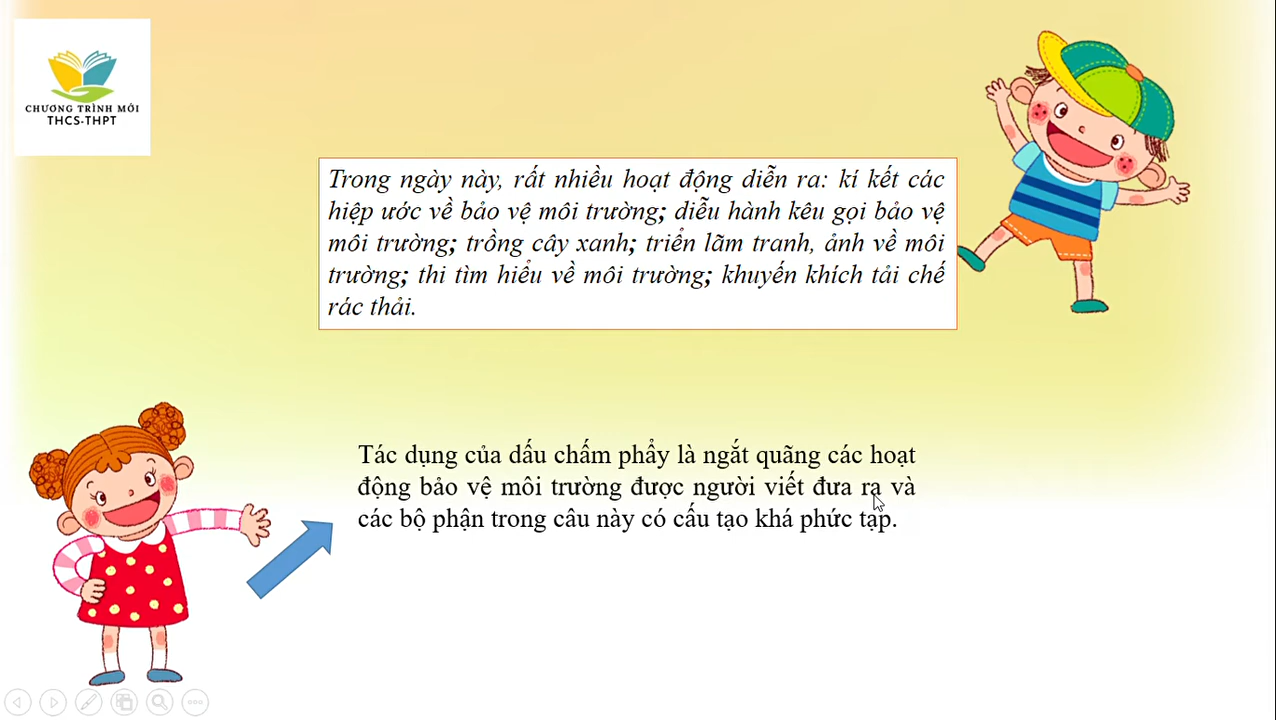 CHƯƠNG TRÌNH MỚI
THCS-THPT
Trong ngày này, rất nhiều hoạt động diễn ra: kí kết các
hiệp ước về bảo vệ môi trường; diễu hành kêu gọi bảo vệ
môi trường; trồng cây xanh; triển lãm tranh, ảnh về môi
trường; thi tìm hiểu về môi trường; khuyến khích tải chế
rác thải.
Tác dụng của dấu chấm phẩy là ngắt quãng các hoạt
động bảo vệ môi trường được người viết đưa ra và
các bộ phận trong câu này có cấu tạo khá phức tạp.